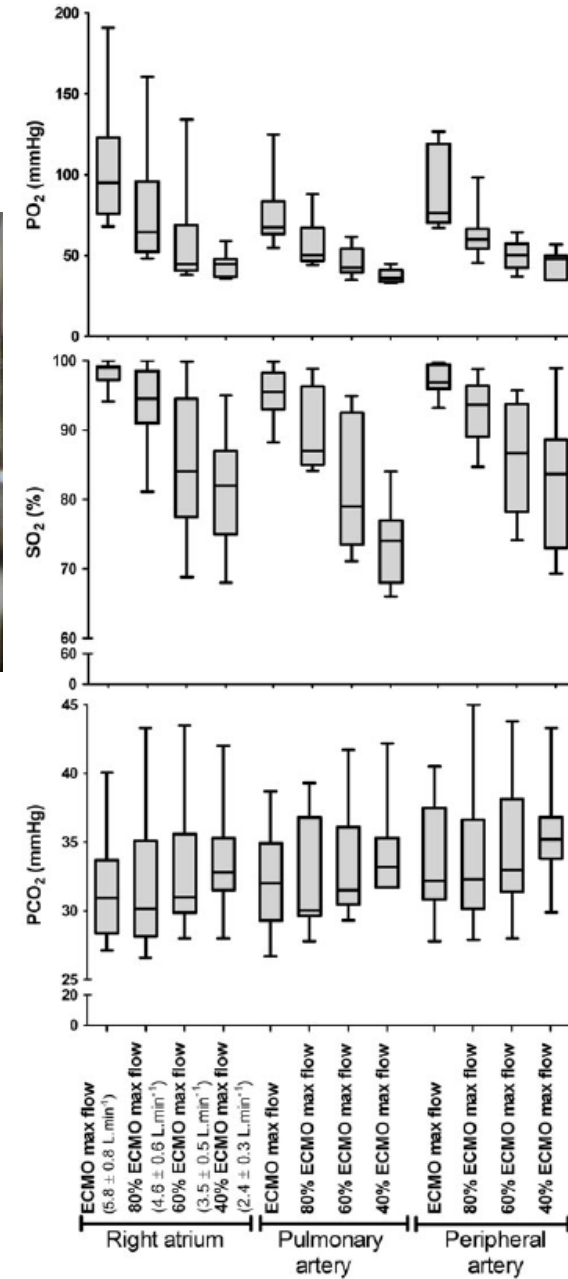 200
150
100
50
0
PO2 (mmHg)
100
90
80
70
60
60
0
SO2 (%)
45
40
35
30
25
20
0
PCO2 (mmHg)
ECMO max flow
(5.8 ± 0.8 L.min-1)
80% ECMO max flow
(4.6 ± 0.6 L.min-1)
60% ECMO max flow
(3.5 ± 0.5 L.min-1)
40% ECMO max flow
(2.4 ± 0.3 L.min-1)
ECMO max flow
80% ECMO max flow
60% ECMO max flow
40% ECMO max flow
ECMO max flow
80% ECMO max flow
60% ECMO max flow
40% ECMO max flow
Right atrium
Pulmonary
artery
Peripheral
artery